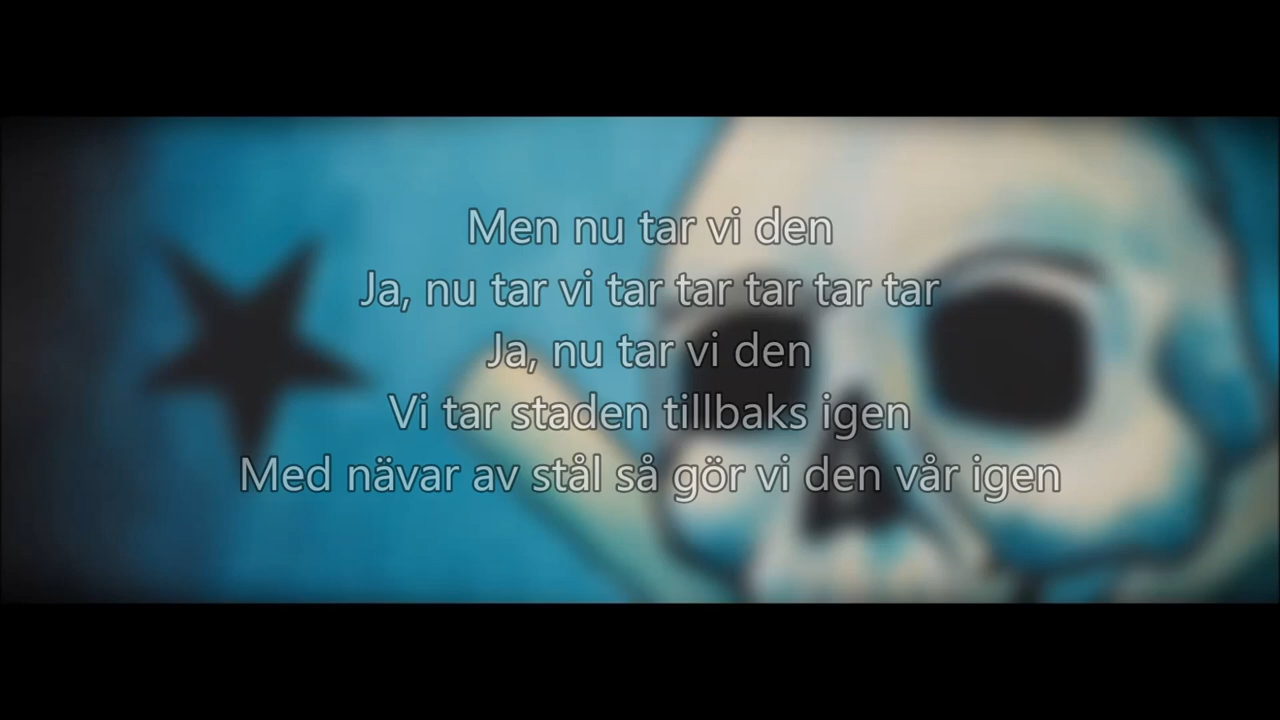 Men nu tar vi den
Ja, nu tar vi tar tar tar tar tar
Ja, nu tar vi den
Vi tar staden tillbaks igen
Med nävar av stål så gör vi den vår igen